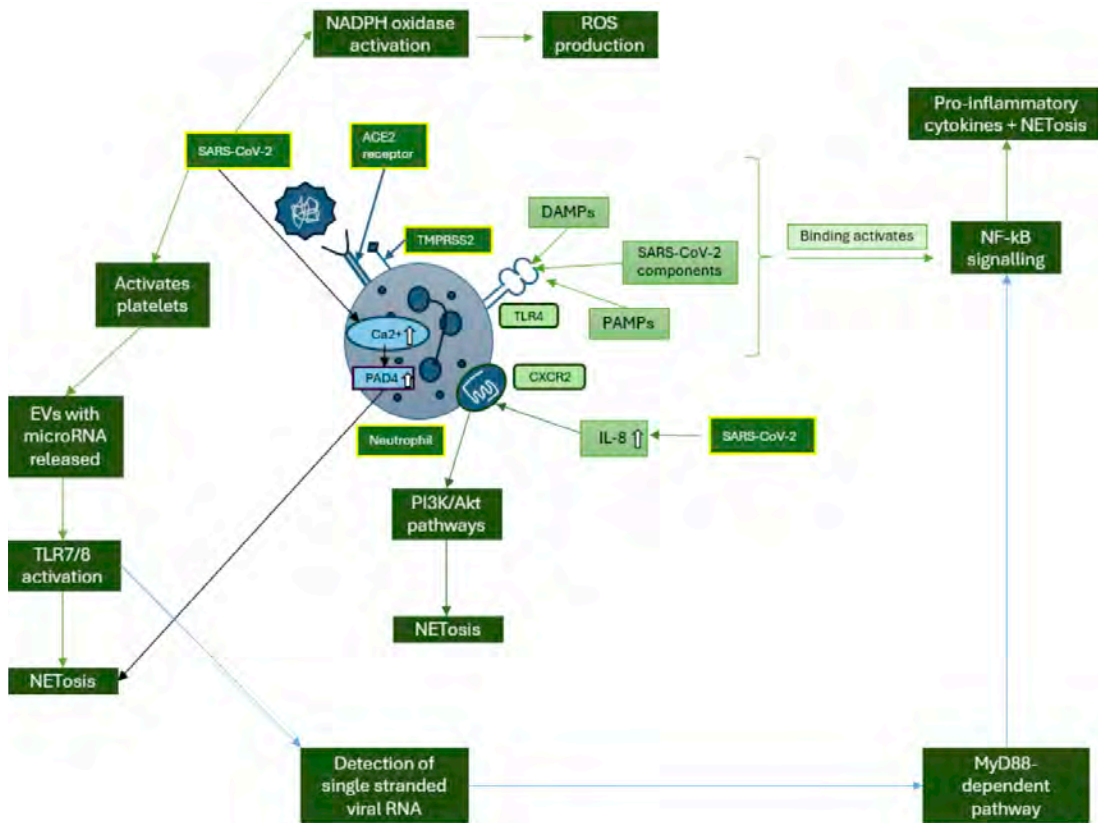 NADPH oxidase
activation
ROS
production
Pro-inflammatory
cytokines + NETosis
SARS-CoV-2
ACE2
receptor
TMPRSS2
DAMPs
SARS-CoV-2
components
PAMPs
TLR4
Binding activates
NF-kB
signalling
Activates
platelets
Ca2+
PAD4
CXCR2
Neutrophil
IL-8
SARS-CoV-2
EVs with
microRNA
released
PI3K/Akt
pathways
TLR7/8
activation
NETosis
NETosis
Detection of
single stranded
viral RNA
MyD88-
dependent
pathway